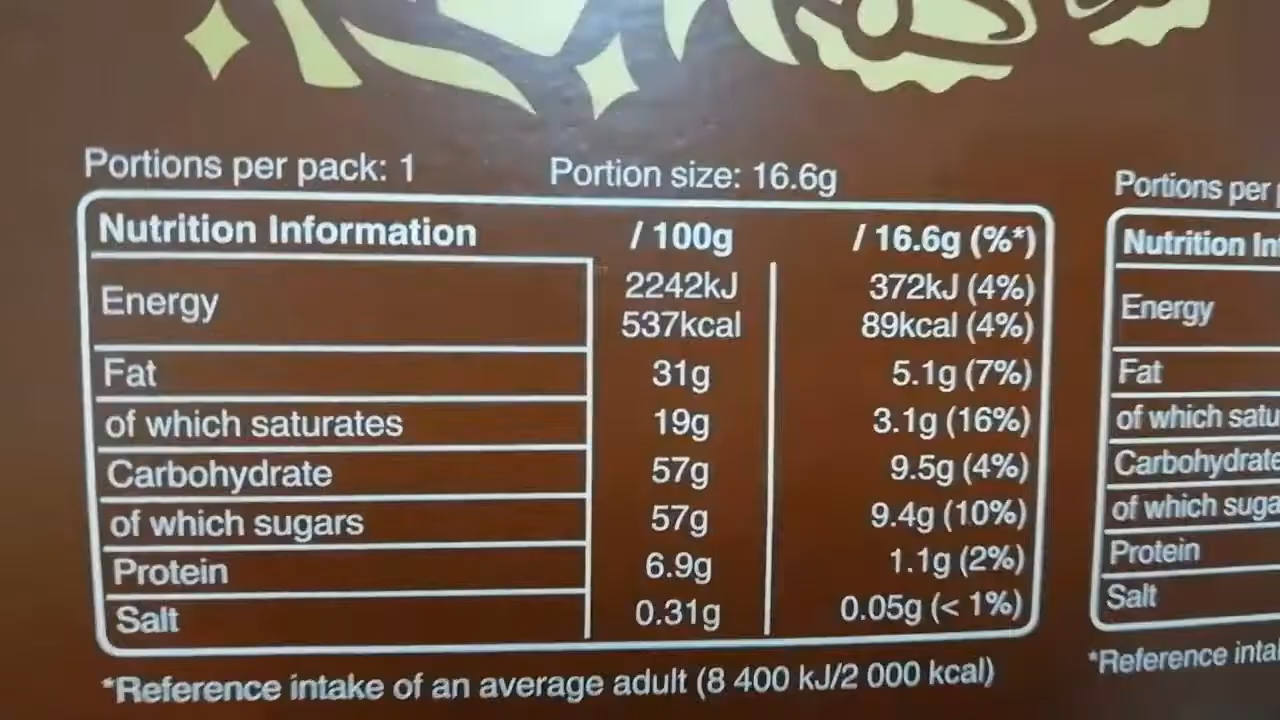 Portions per pack: 1 Portion size: 16.6g
Nutrition Information / 100g / 16.6g (%*)
Energy 2242kJ 372kJ (4%)
537kcal 89kcal (4%)
Fat 31g 5.1g (7%)
of which saturates 19g 3.1g (16%)
Carbohydrate 57g 9.5g (4%)
of which sugars 57g 9.4g (10%)
Protein 6.9g 1.1g (2%)
Salt 0.31g 0.05g (< 1%)
*Reference intake of an average adult (8 400 kJ/2 000 kcal)
Portions per
Nutrition
Energy
Fat
of which
Carbohydrate
of which
Protein
Salt
*Reference